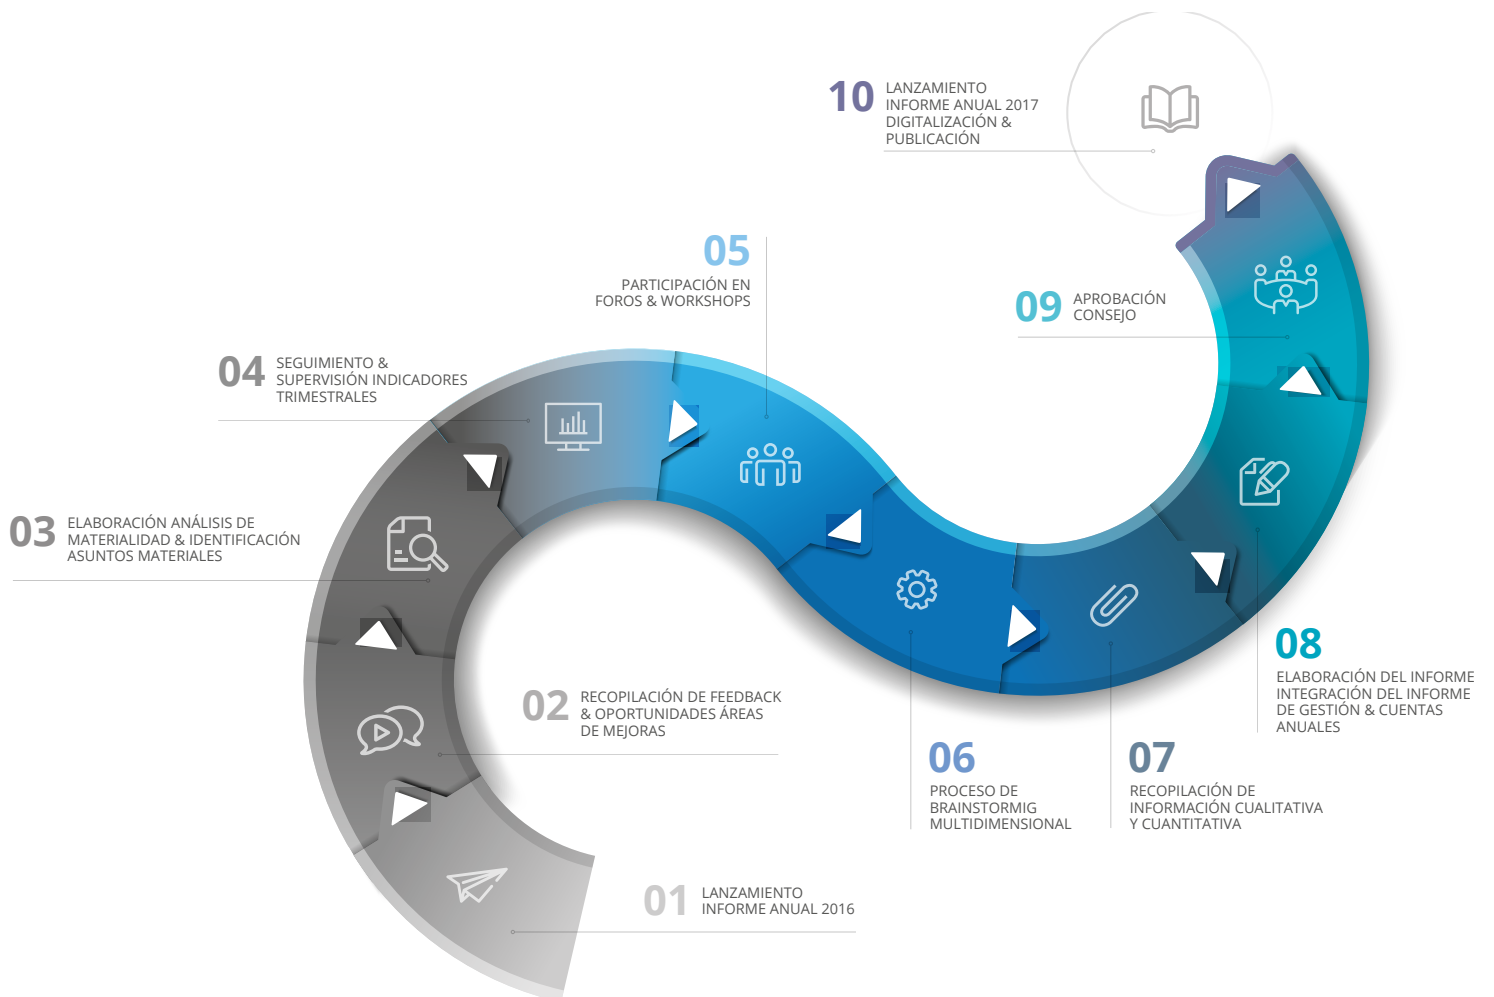 10
LANZAMIENTO
INFORME ANUAL 2017
DIGITALIZACIÓN &
PUBLICACIÓN
05
PARTICIPACIÓN EN
FOROS & WORKSHOPS
09
APROBACIÓN
CONSEJO
04
SEGUIMIENTO &
SUPERVISIÓN INDICADORES
TRIMESTRALES
03
ELABORACIÓN ANÁLISIS DE
MATERIALIDAD & IDENTIFICACIÓN
ASUNTOS MATERIALES
08
ELABORACIÓN DEL INFORME
INTEGRACIÓN DEL INFORME
DE GESTIÓN & CUENTAS
ANUALES
02
RECOPILACIÓN DE FEEDBACK
& OPORTUNIDADES ÁREAS
DE MEJORAS
06
PROCESO DE
BRAINSTORMIG
MULTIDIMENSIONAL
07
RECOPILACIÓN DE
INFORMACIÓN CUALITATIVA
Y CUANTITATIVA
01
LANZAMIENTO
INFORME ANUAL 2016